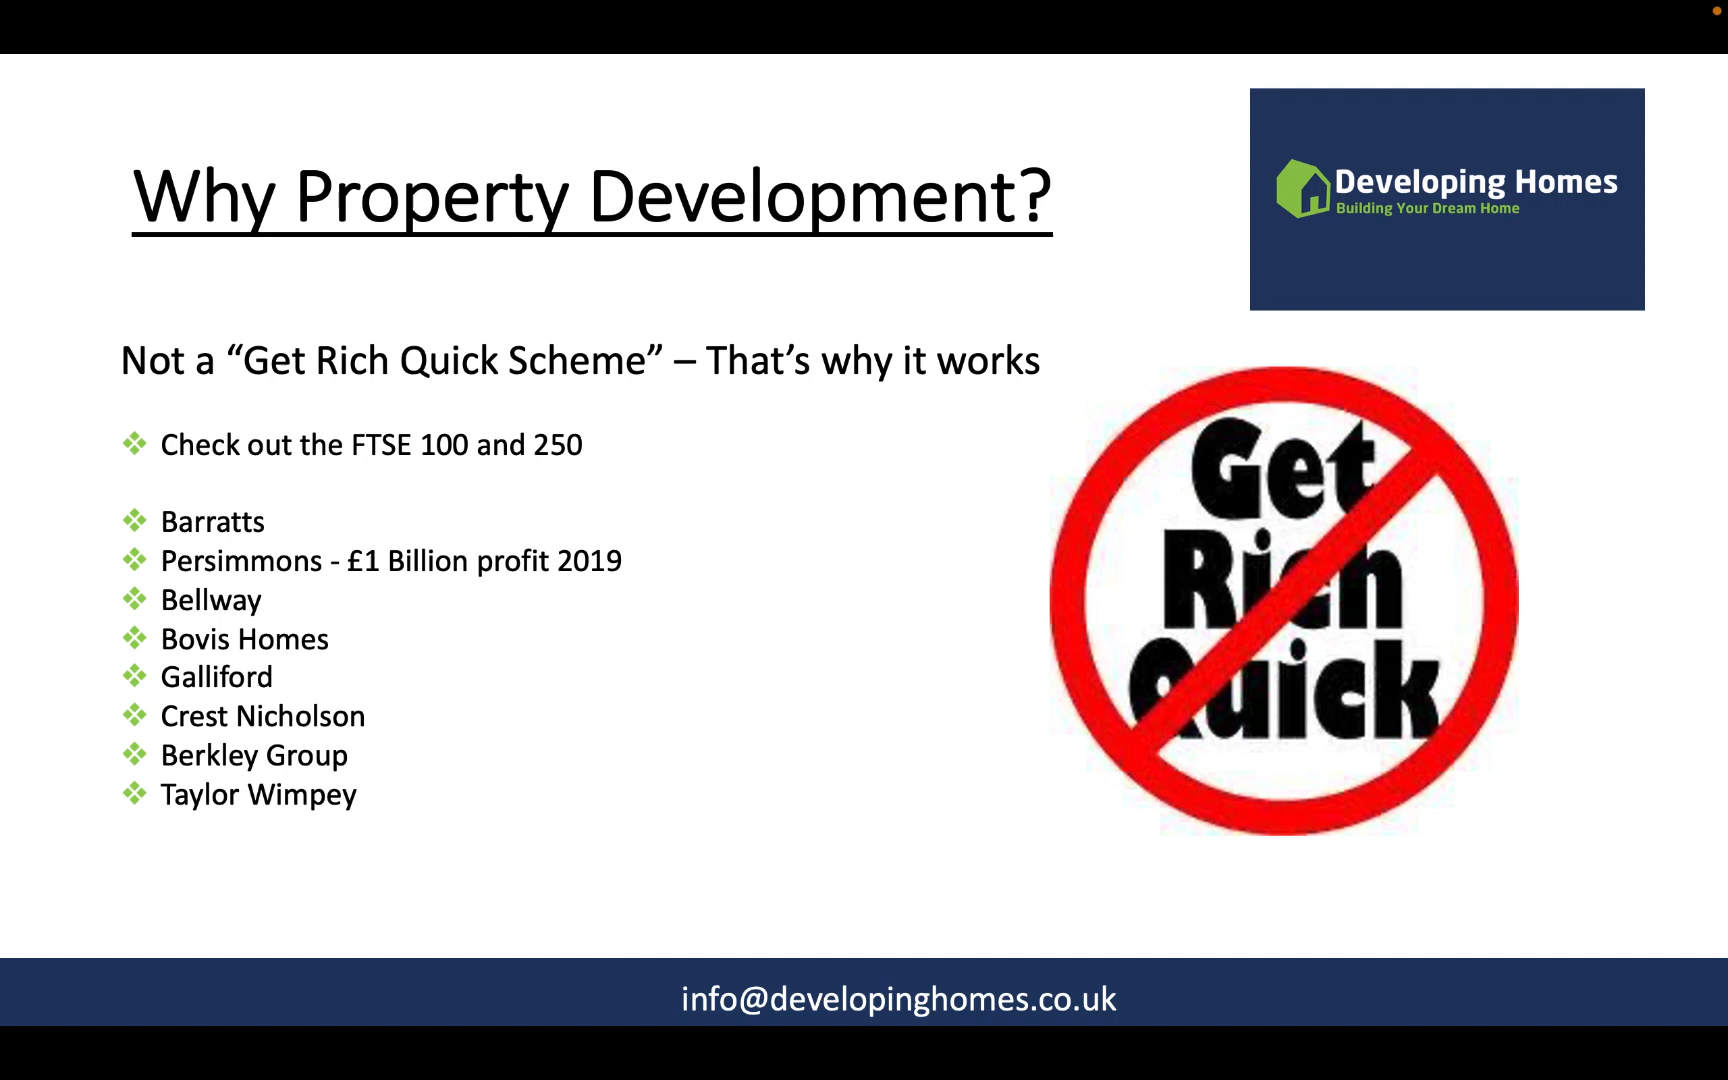 Why Property Development?
Developing Homes
Building Your Dream Home
Not a “Get Rich Quick Scheme” – That’s why it works
Check out the FTSE 100 and 250
Barratts
Persimmons - £1 Billion profit 2019
Bellway
Bovis Homes
Galliford
Crest Nicholson
Berkley Group
Taylor Wimpey
Get
Rich
Quick
info@developinghomes.co.uk